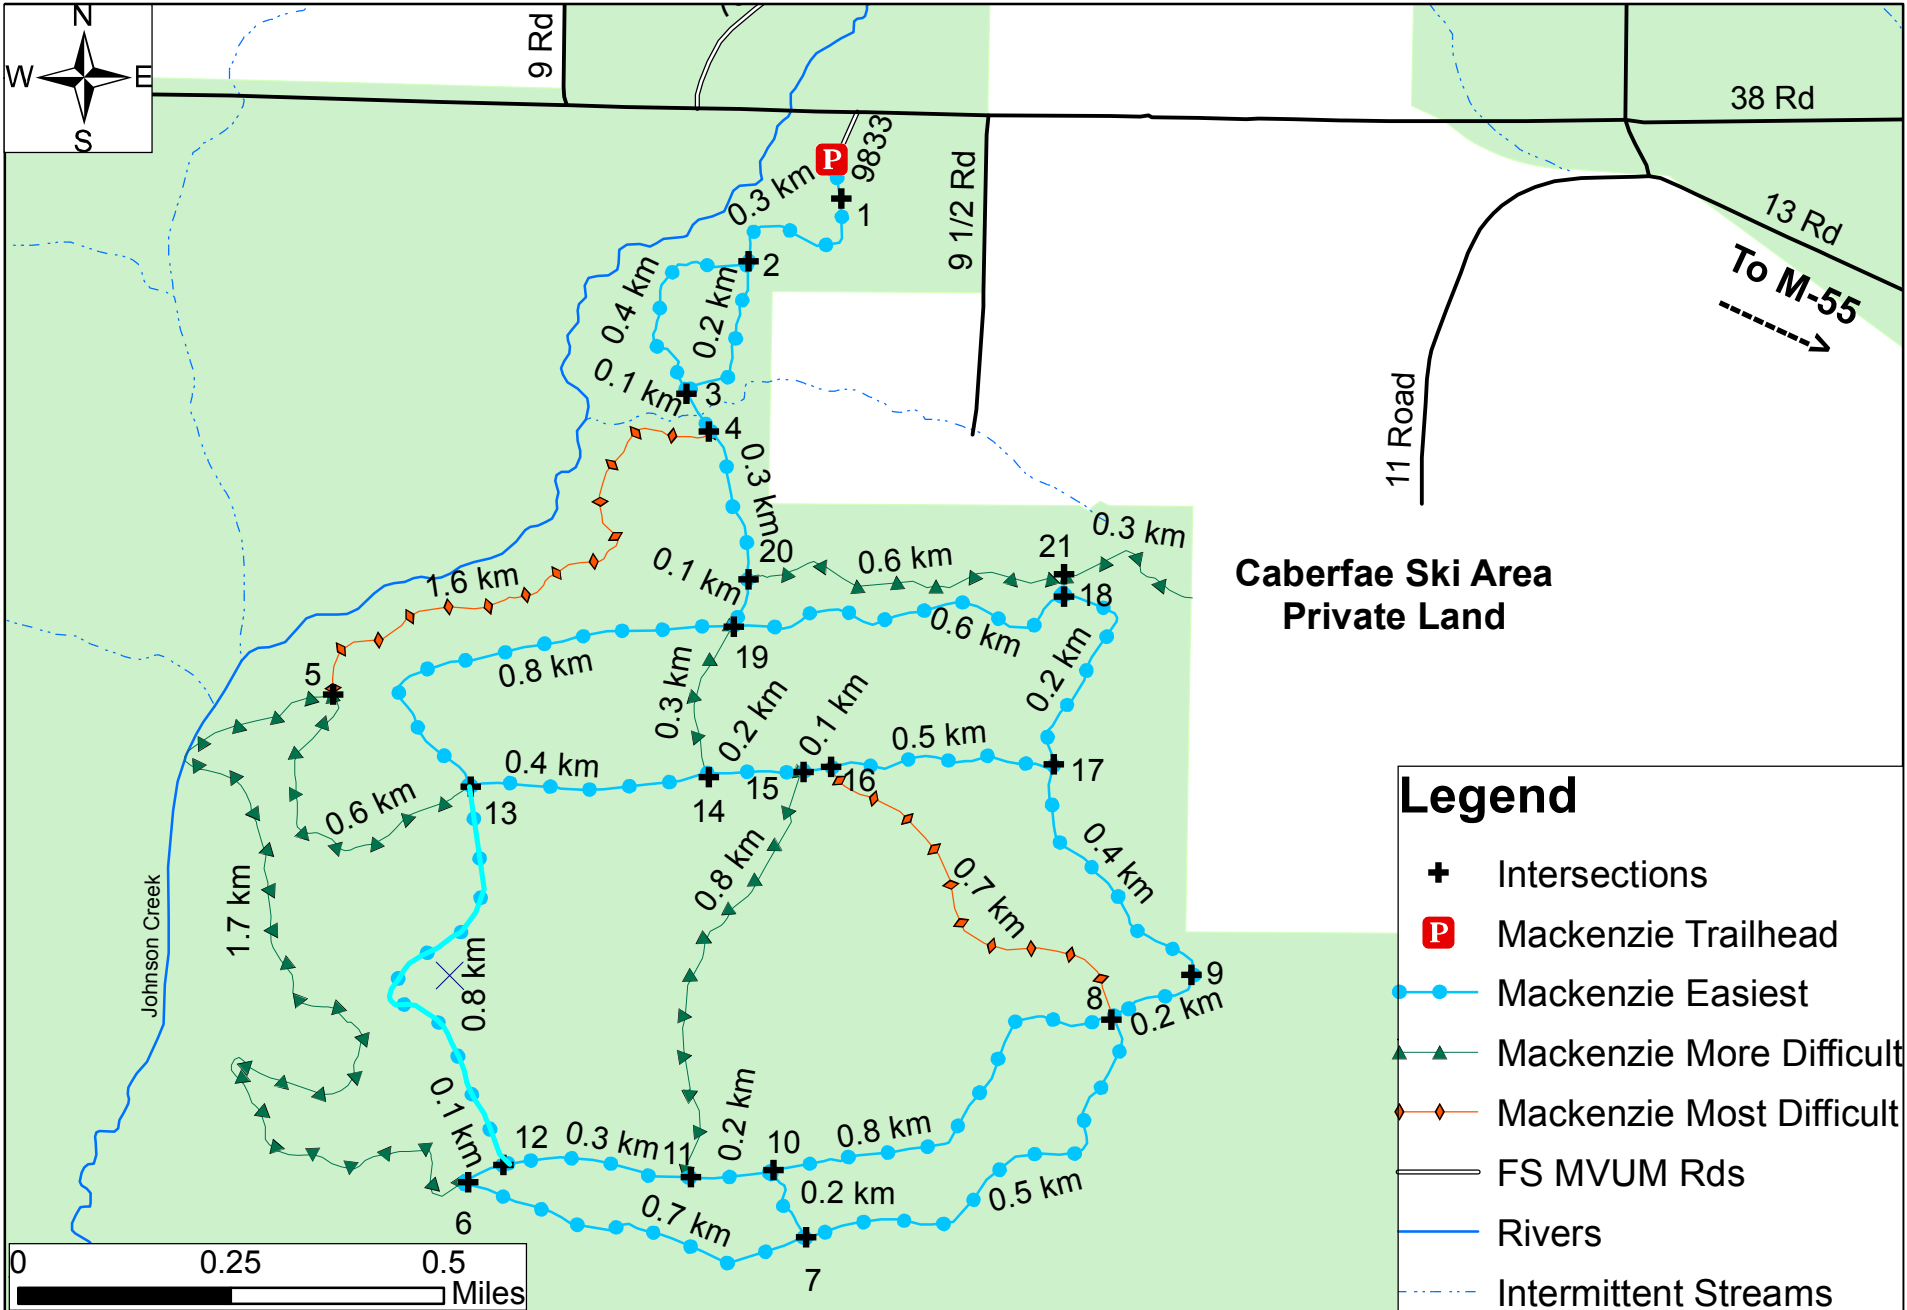 N
W E
S
9 Rd
38 Rd
P
9833
0.3 km
1
9 1/2 Rd
13 Rd
2
To M-55
0.4 km
0.2 km
0.1 km
3
4
11 Road
0.3 km
20
0.6 km
21
0.3 km
Caberfae Ski Area
Private Land
1.6 km
0.1 km
18
0.6 km
19
0.8 km
0.2 km
5
0.3 km
0.2 km
0.1 km
0.5 km
17
0.4 km
15
16
14
13
0.6 km
0.8 km
0.4 km
0.7 km
1.7 km
Johnson Creek
0.8 km
9
8
0.2 km
0.1 km
12
0.3 km
11
0.2 km
10
0.8 km
0.2 km
0.5 km
6
0.7 km
7
0 0.25 0.5
Miles
Legend
Intersections
P Mackenzie Trailhead
Mackenzie Easiest
Mackenzie More Difficult
Mackenzie Most Difficult
FS MVUM Rds
Rivers
Intermittent Streams